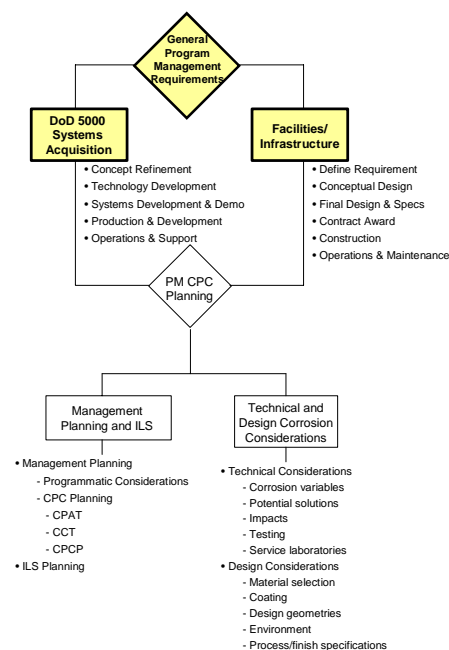 General
Program
Management
Requirements
DoD 5000
Systems
Acquisition
• Concept Refinement
• Technology Development
• Systems Development & Demo
• Production & Development
• Operations & Support
Facilities/
Infrastructure
• Define Requirement
• Conceptual Design
• Final Design & Specs
• Contract Award
• Construction
• Operations & Maintenance
PM CPC
Planning
Management
Planning and ILS
• Management Planning
- Programmatic Considerations
- CPC Planning
- CPAT
- CCT
- CPCP
• ILS Planning
Technical and
Design Corrosion
Considerations
• Technical Considerations
- Corrosion variables
- Potential solutions
- Impacts
- Testing
- Service laboratories
• Design Considerations
- Material selection
- Coating
- Design geometries
- Environment
- Process/finish specifications